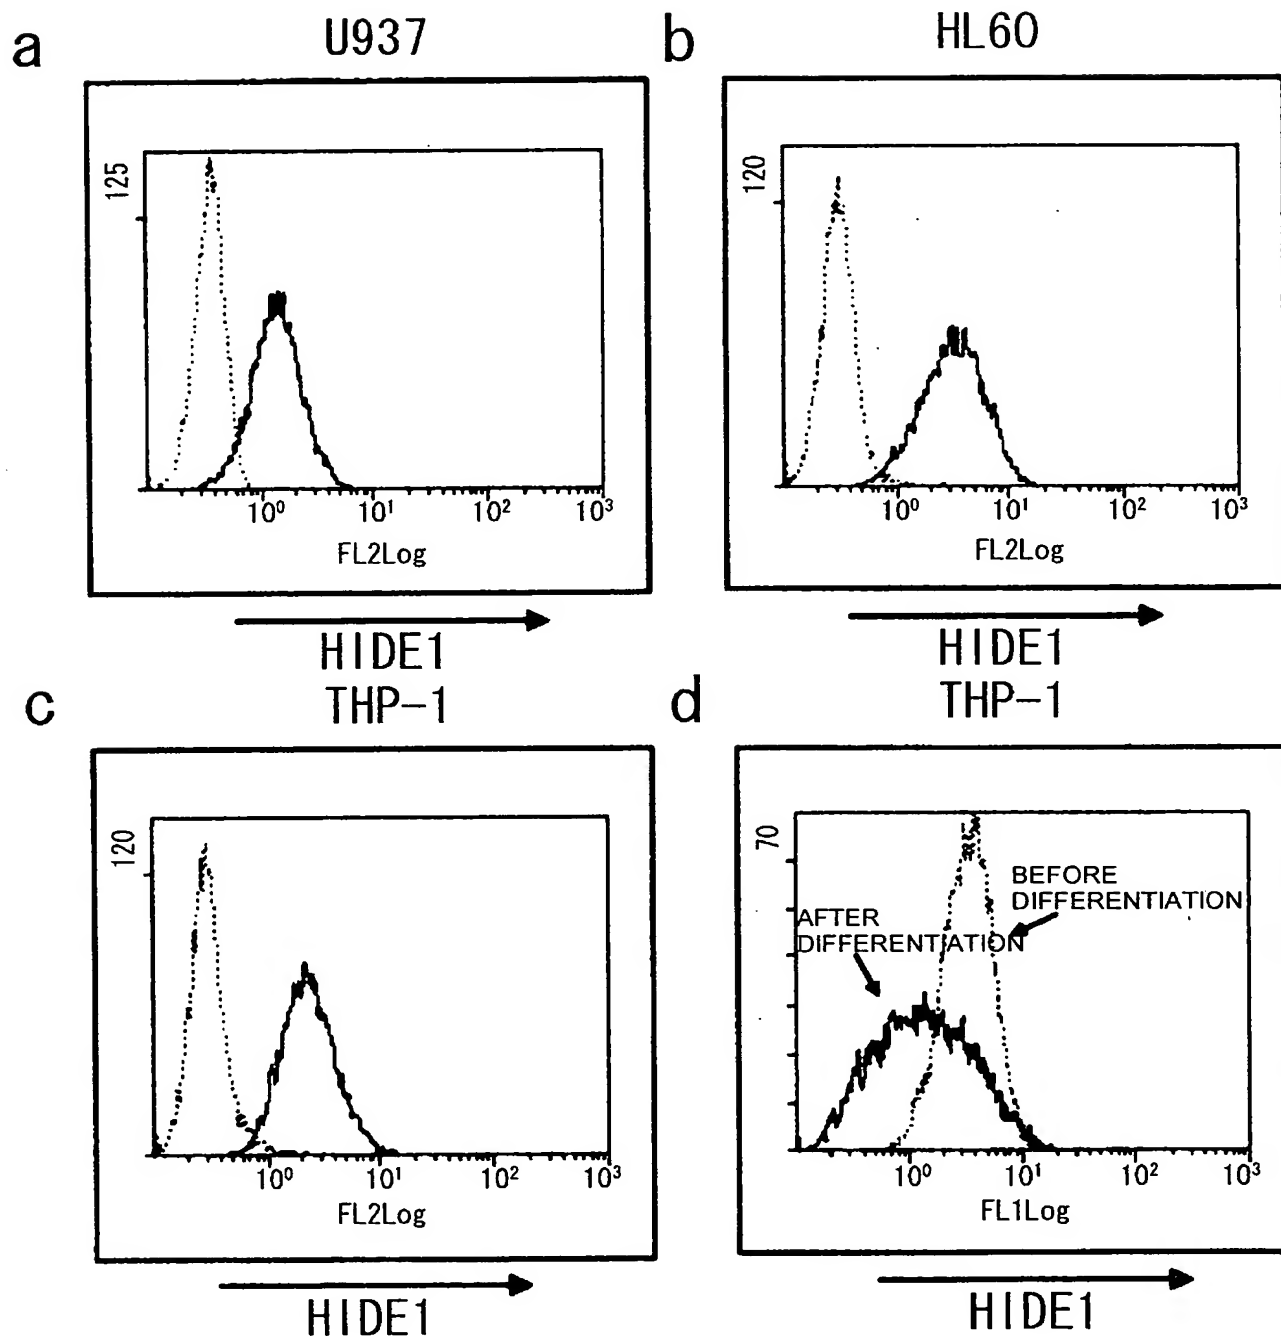 a
U937
125
10⁰ 10¹ 10² 10³
FL2Log
HIDE1
b
HL60
120
10⁰ 10¹ 10² 10³
FL2Log
HIDE1
c
THP-1
120
10⁰ 10¹ 10² 10³
FL2Log
HIDE1
d
THP-1
70
BEFORE
DIFFERENTIATION
AFTER
DIFFERENTIATION
10⁰ 10¹ 10² 10³
FL1Log
HIDE1